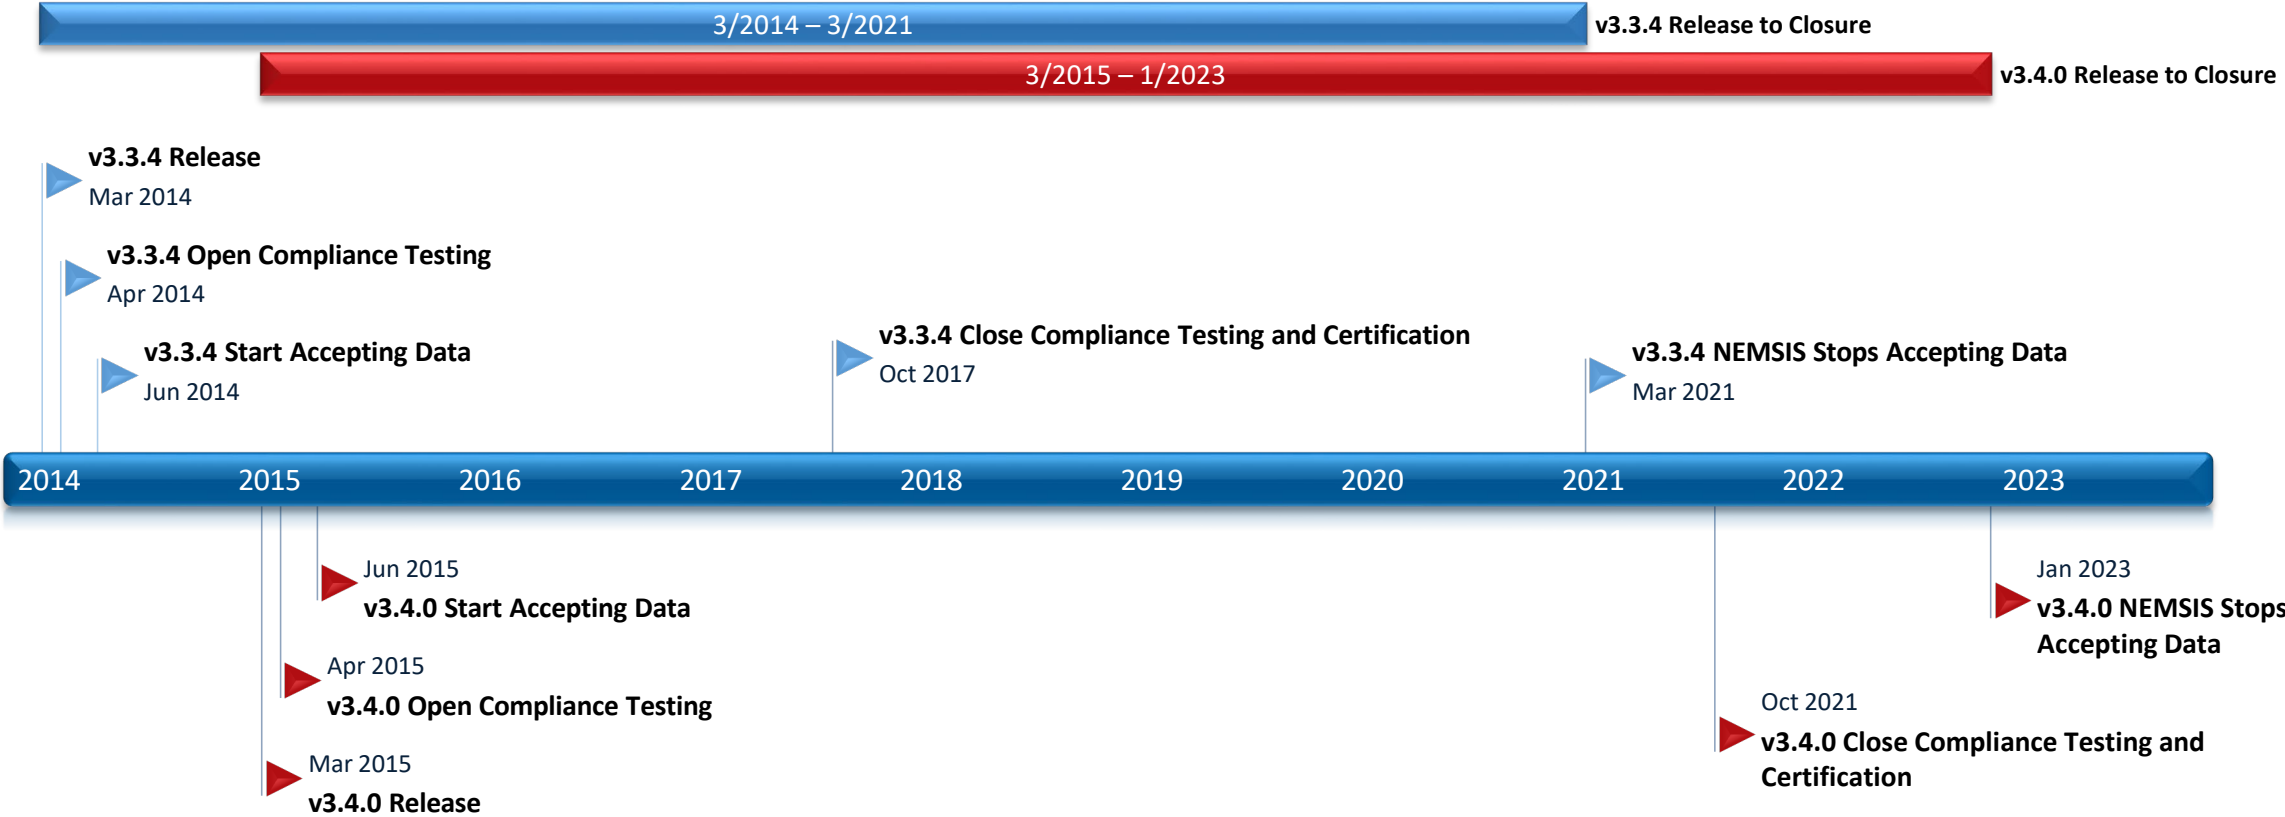 3/2014 – 3/2021
v3.3.4 Release to Closure
3/2015 – 1/2023
v3.4.0 Release to Closure
v3.3.4 Release
Mar 2014
v3.3.4 Open Compliance Testing
Apr 2014
v3.3.4 Start Accepting Data
Jun 2014
v3.3.4 Close Compliance Testing and Certification
Oct 2017
v3.3.4 NEMSIS Stops Accepting Data
Mar 2021
2014 2015 2016 2017 2018 2019 2020 2021 2022 2023
Jun 2015
v3.4.0 Start Accepting Data
Apr 2015
v3.4.0 Open Compliance Testing
Mar 2015
v3.4.0 Release
Jan 2023
v3.4.0 NEMSIS Stops
Accepting Data
Oct 2021
v3.4.0 Close Compliance Testing and
Certification